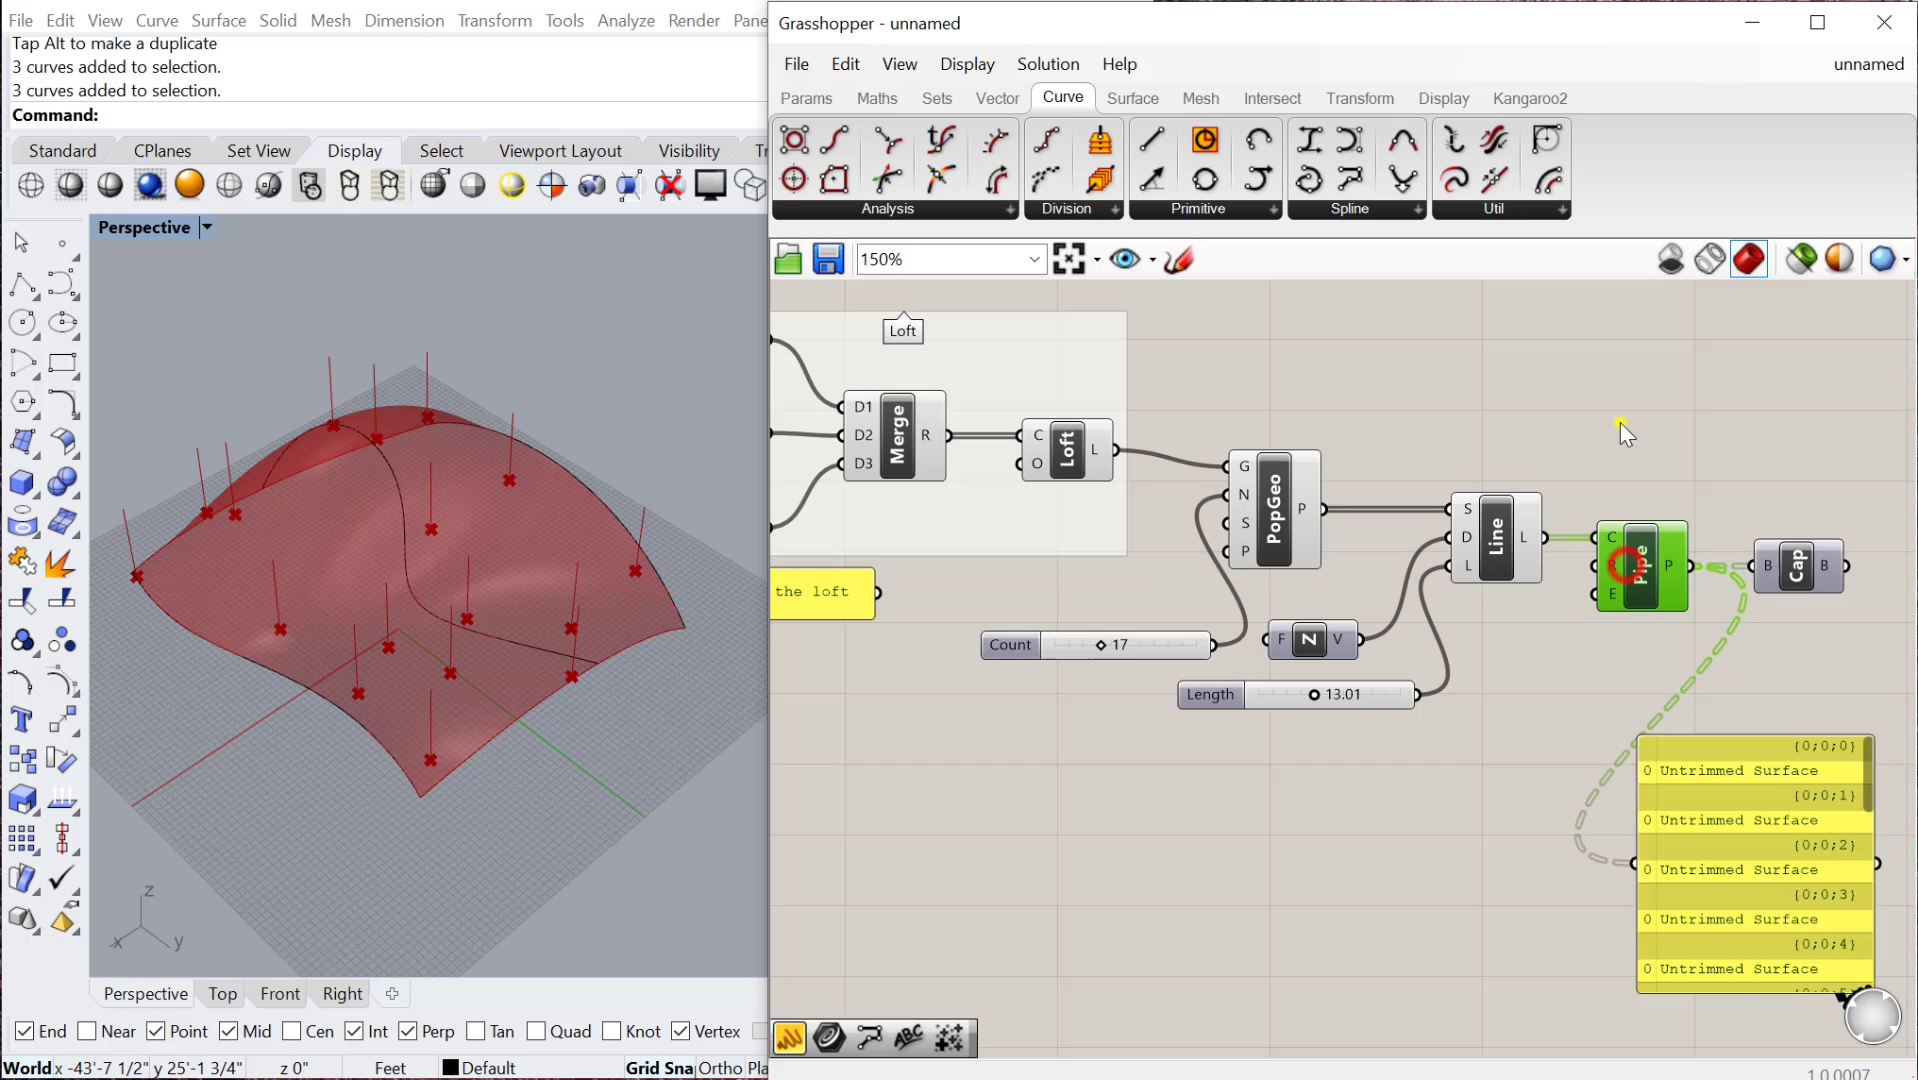 File Edit View Curve Surface Solid Mesh Dimension Transform Tools Analyze Render Pane
Tap Alt to make a duplicate
3 curves added to selection.
3 curves added to selection.
Command:
Standard CPlanes Set View Display Select Viewport Layout Visibility Tr
Perspective
z
x y
Perspective Top Front Right
End Near Point Mid Cen Int Perp Tan Quad Knot Vertex
World x -43'-7 1/2" y 25'-1 3/4" z 0" Feet Default Grid Sna Ortho Pla
Grasshopper - unnamed
File Edit View Display Solution Help unnamed
Params Maths Sets Vector Curve Surface Mesh Intersect Transform Display Kangaroo2
Analysis Division Primitive Spline Util
150%
Loft
D1
D2 Merge R
D3
C
O Loft L
G
N
S PopGeo P
P
S
D Line L
L
C
R Pipe P
E
B Cap B
the loft
Count 17
F Z V
Length 13.01
{0;0;0}
0 Untrimmed Surface
{0;0;1}
0 Untrimmed Surface
{0;0;2}
0 Untrimmed Surface
{0;0;3}
0 Untrimmed Surface
{0;0;4}
0 Untrimmed Surface
ABC
1.0.0007